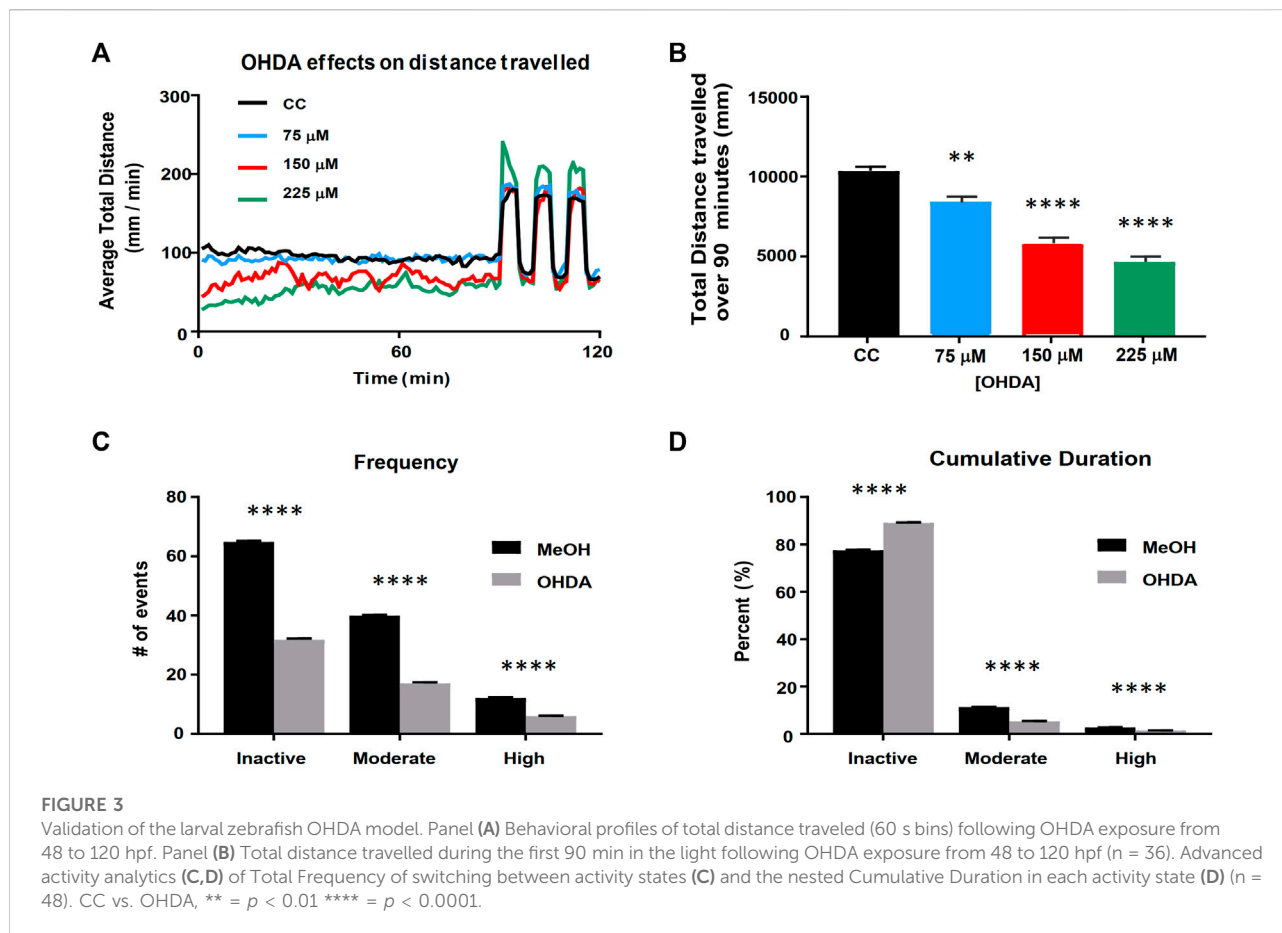 A
OHDA effects on distance travelled
300
200
100
0
Average Total Distance
(mm / min)
CC
75 μM
150 μM
225 μM
0
60
120
Time (min)
B
15000
10000
5000
0
Total Distance travelled
over 90 minutes (mm)
**
****
****
CC
75 μM
150 μM
225 μM
[OHDA]
C
Frequency
80
60
40
20
0
# of events
****
****
****
MeOH
OHDA
Inactive
Moderate
High
D
Cumulative Duration
100
80
60
40
20
0
Percent (%)
****
****
****
MeOH
OHDA
Inactive
Moderate
High
FIGURE 3
Validation of the larval zebrafish OHDA model. Panel (A) Behavioral profiles of total distance traveled (60 s bins) following OHDA exposure from
48 to 120 hpf. Panel (B) Total distance travelled during the first 90 min in the light following OHDA exposure from 48 to 120 hpf (n = 36). Advanced
activity analytics (C,D) of Total Frequency of switching between activity states (C) and the nested Cumulative Duration in each activity state (D) (n =
48). CC vs. OHDA, ** = p < 0.01 **** = p < 0.0001.